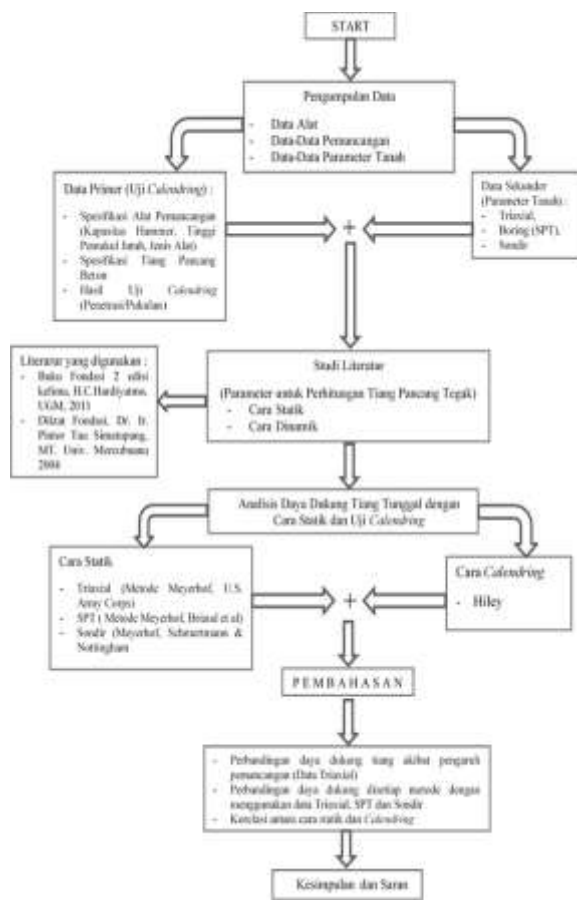 START
Pengumpulan Data
- Data Alat
- Data-Data Pemancangan
- Data-Data Parameter Tanah
Data Primer (Uji Calendring) :
- Spesifikasi Alat Pemancangan
(Kapasitas Hammer, Tinggi
Pemukul Jatuh, Jenis Alat)
- Spesifikasi Tiang Pancang
Beton
- Hasil Uji Calendring
(Penetrasi/Pukulan)
Data Sekunder
(Parameter Tanah) :
- Triaxial,
- Boring (SPT),
- Sondir
+
Studi Literatur
(Parameter untuk Perhitungan Tiang Pancang Tegak)
- Cara Statik
- Cara Dinamik
Literatur yang digunakan :
- Buku Fondasi 2 edisi
kelima, H.C.Hardiyatmo,
UGM, 2011
- Diktat Fondasi, Dr. Ir.
Pintor Tua Simatupang,
MT. Univ. Mercubuana
Analisis Daya Dukung Tiang Tunggal dengan
Cara Statik dan Uji Calendring
Cara Statik
- Triaxial (Metode Meyerhof, U.S.
Array Corps)
- SPT ( Metode Meyerhof, Briaud et al)
- Sondir (Meyerhof, Schmertmann &
Nottingham
Cara Calendring
- Hiley
+
PEMBAHASAN
- Perbandingan daya dukung tiang akibat pengaruh
pemancangan (Data Triaxial)
- Perbandingan daya dukung disetiap metode dengan
menggunakan data Triaxial, SPT dan Sondir
- Korelasi antara cara statik dan Calendring
Kesimpulan dan Saran